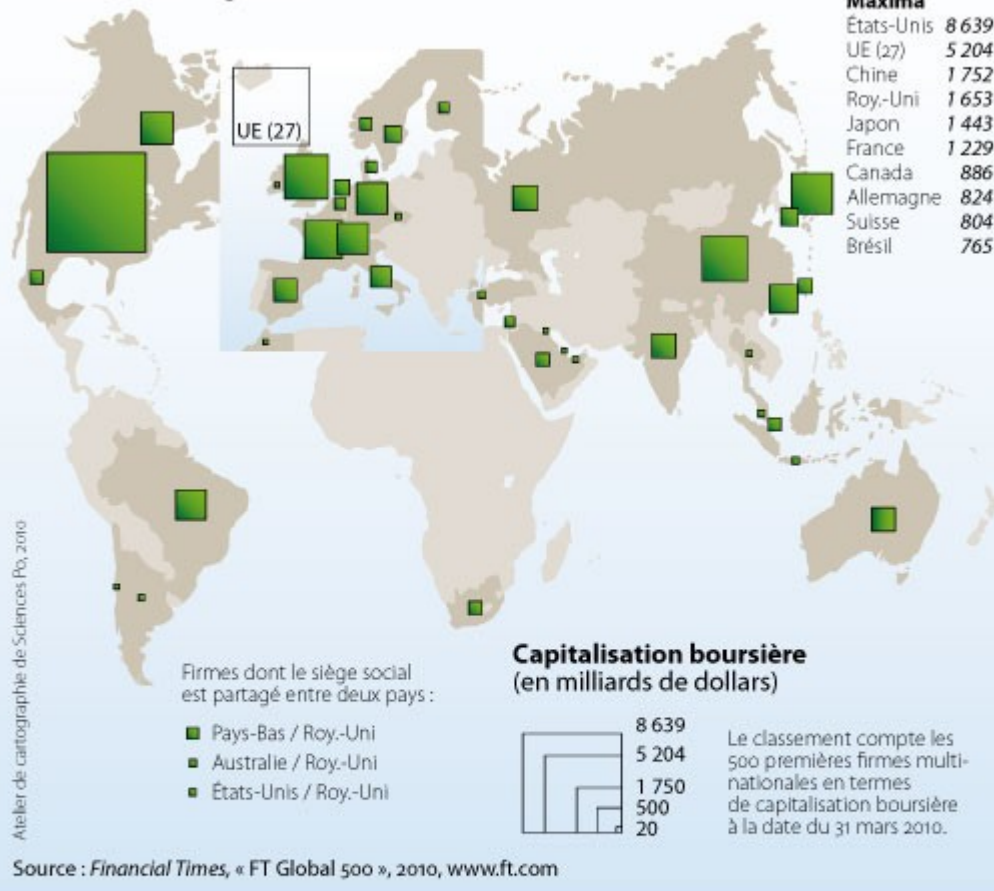 Maxima
États-Unis 8 639
UE (27) 5 204
Chine 1 752
Roy.-Uni 1 653
Japon 1 443
France 1 229
Canada 886
Allemagne 824
Suisse 804
Brésil 765
UE (27)
Atelier de cartographie de Sciences Po, 2010
Firmes dont le siège social
est partagé entre deux pays :
Pays-Bas / Roy.-Uni
Australie / Roy.-Uni
États-Unis / Roy.-Uni
Capitalisation boursière
(en milliards de dollars)
8 639
5 204
1 750
500
20
Le classement compte les
500 premières firmes multi-
nationales en termes
de capitalisation boursière
à la date du 31 mars 2010.
Source : Financial Times, « FT Global 500 », 2010, www.ft.com